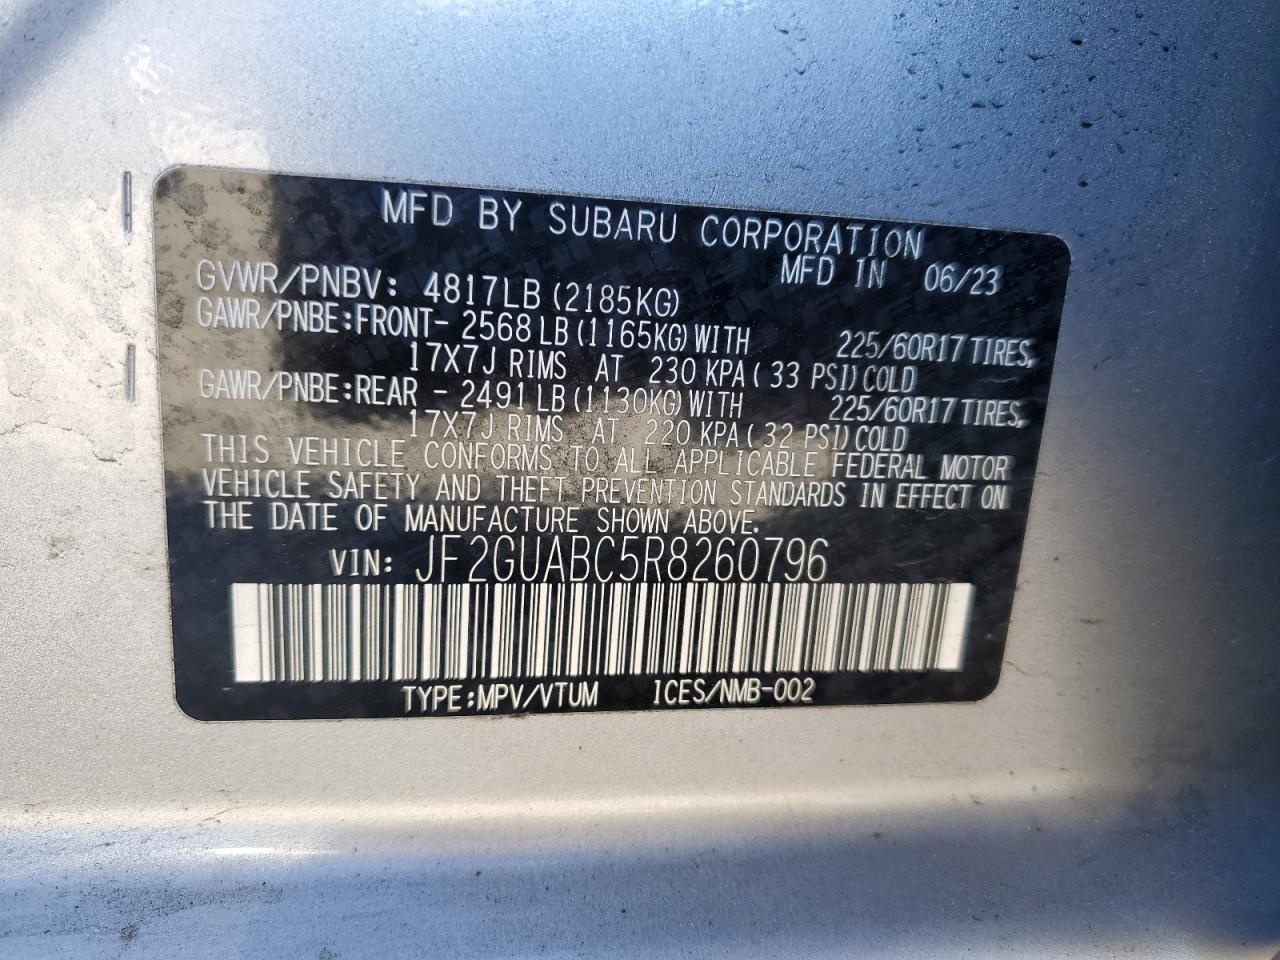 MFD BY SUBARU CORPORATION
MFD IN 06/23
GVWR/PNBV: 4817LB (2185KG)
GAWR/PNBE:FRONT- 2568 LB (1165KG) WITH 225/60R17 TIRES,
17X7J RIMS AT 230 KPA ( 33 PSI) COLD
GAWR/PNBE:REAR - 2491 LB (1130KG) WITH 225/60R17 TIRES,
17X7J RIMS AT 220 KPA ( 32 PSI) COLD
THIS VEHICLE CONFORMS TO ALL APPLICABLE FEDERAL MOTOR
VEHICLE SAFETY AND THEFT PREVENTION STANDARDS IN EFFECT ON
THE DATE OF MANUFACTURE SHOWN ABOVE.
VIN: JF2GUABC5R8260796
TYPE:MPV/VTUM ICES/NMB-002